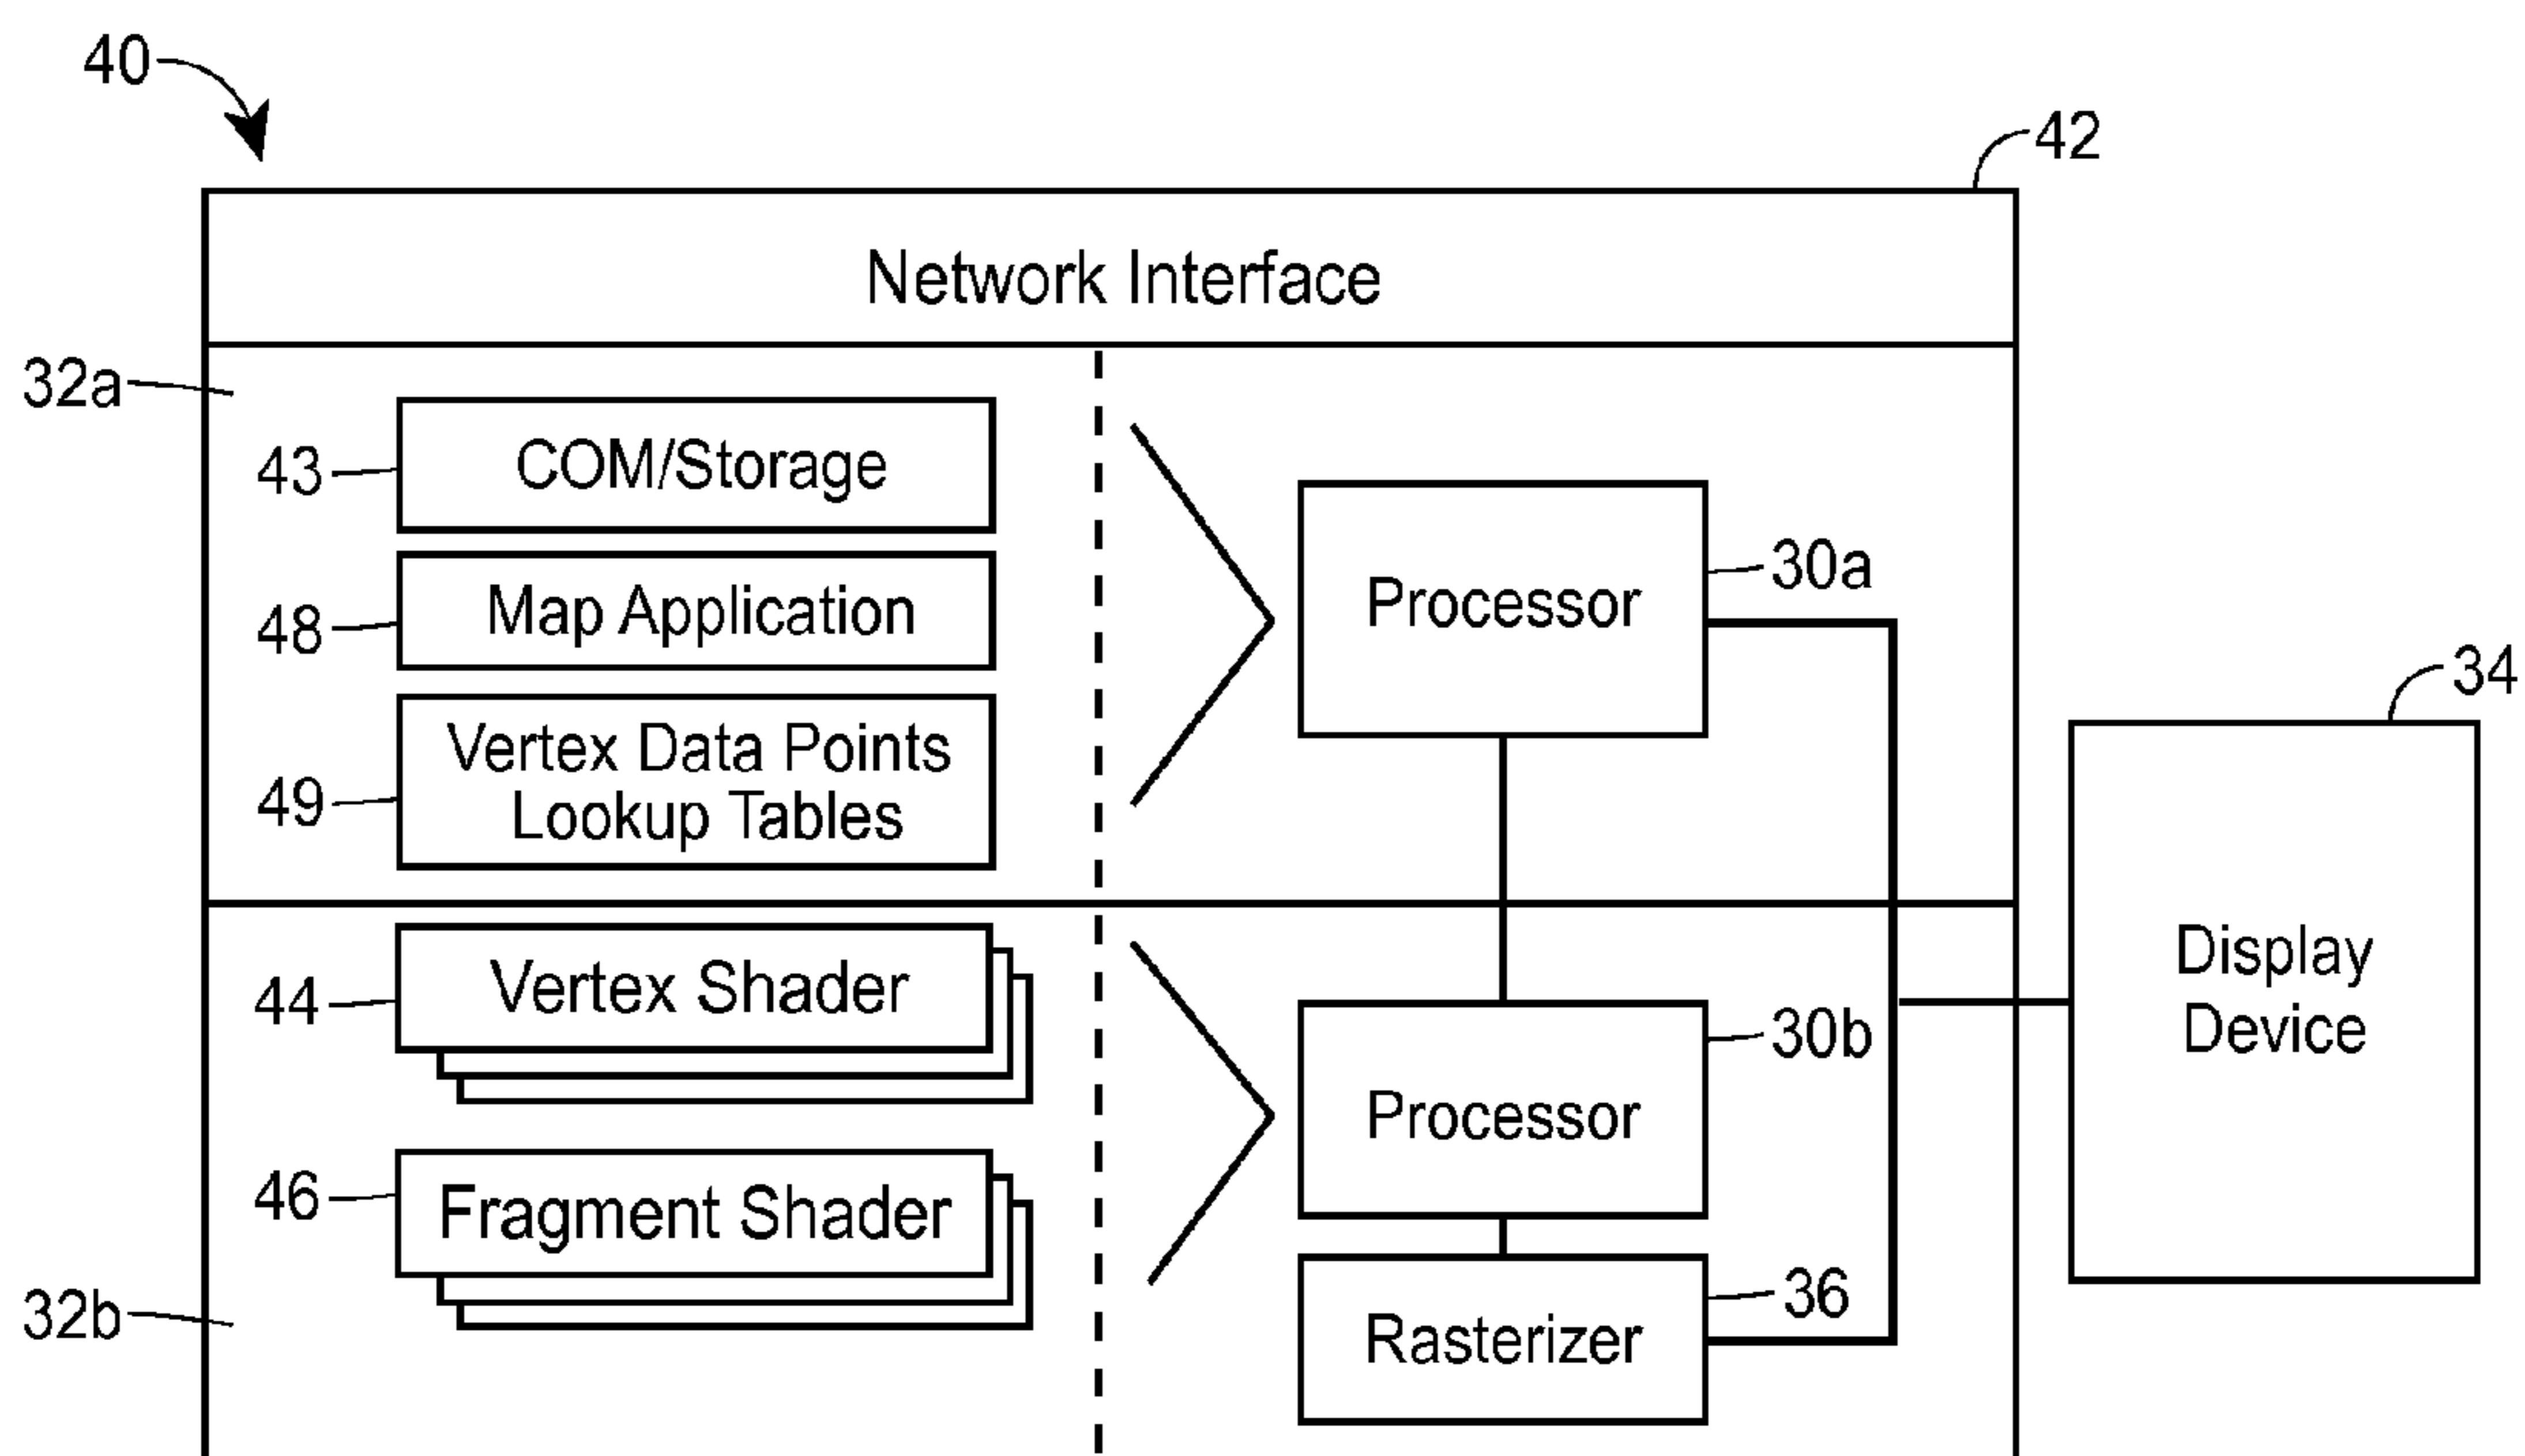 40
42
Network Interface
32a
43
COM/Storage
48
Map Application
49
Vertex Data Points
Lookup Tables
Processor
30a
34
Display
Device
44
Vertex Shader
46
Fragment Shader
32b
Processor
30b
Rasterizer
36